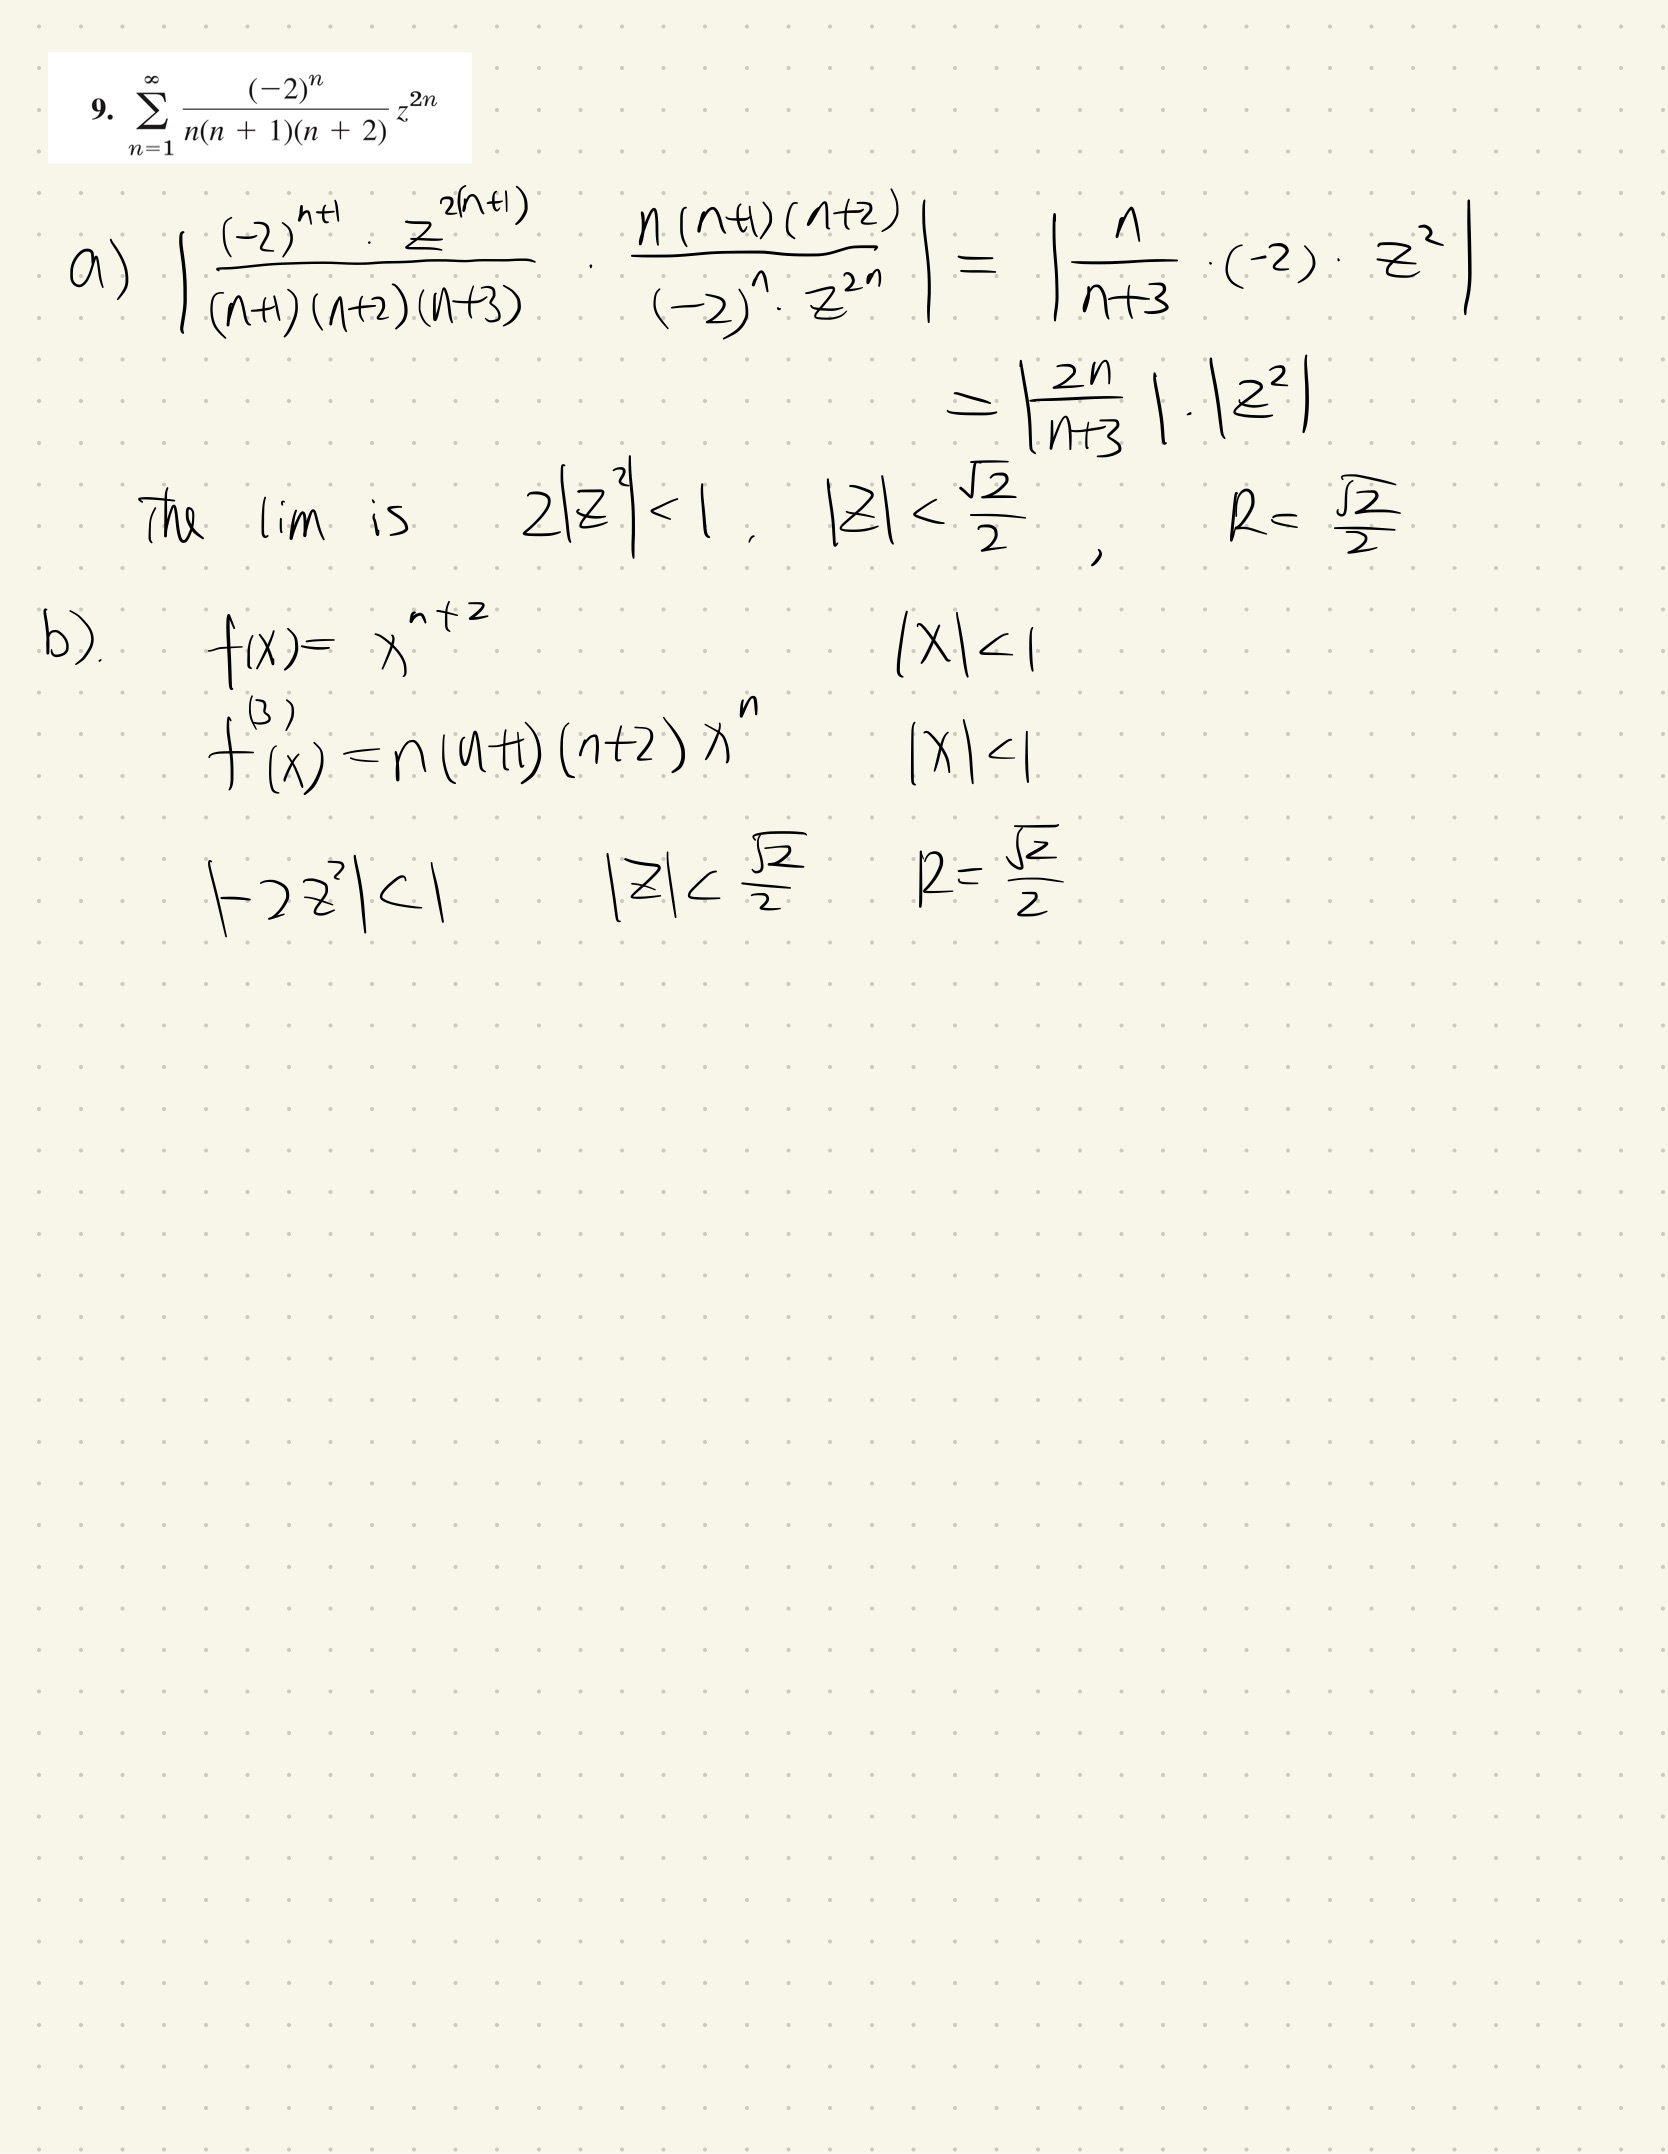 9. \sum_{n=1}^{\infty} \frac{(-2)^n}{n(n + 1)(n + 2)} z^{2n}
a) \left| \frac{(-2)^{n+1} \cdot z^{2(n+1)}}{(n+1)(n+2)(n+3)} \cdot \frac{n(n+1)(n+2)}{(-2)^n \cdot z^{2n}} \right| = \left| \frac{n}{n+3} \cdot (-2) \cdot z^2 \right|
= \left| \frac{2n}{n+3} \right| \cdot |z^2|
The lim is 2|z^2| < 1, |z| < \frac{\sqrt{2}}{2}, R = \frac{\sqrt{2}}{2}
b). f(x) = x^{n+2} |x| < 1
f^{(3)}(x) = n(n+1)(n+2) x^n |x| < 1
|-2z^2| < 1 |z| < \frac{\sqrt{2}}{2} R = \frac{\sqrt{2}}{2}